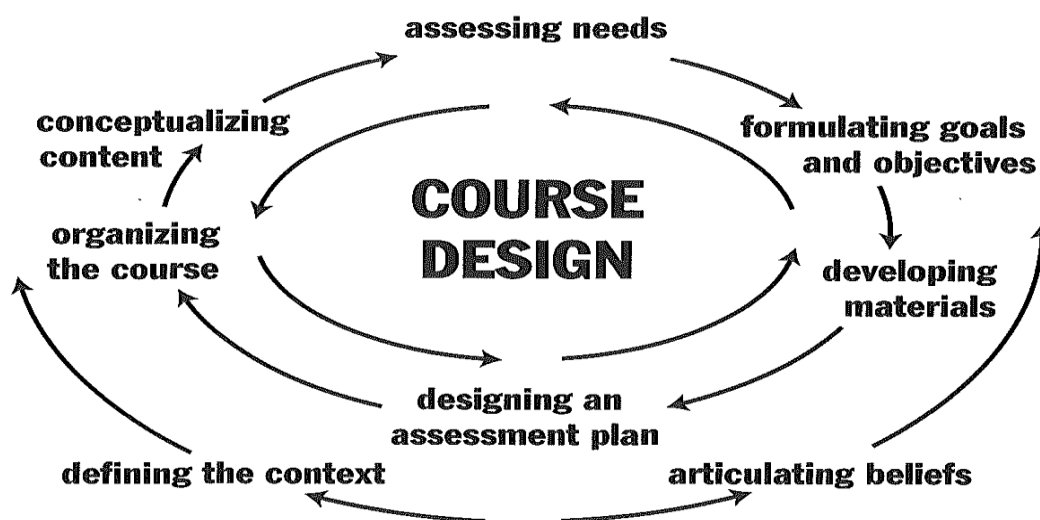 assessing needs
conceptualizing
content
formulating goals
and objectives
COURSE
DESIGN
organizing
the course
developing
materials
designing an
assessment plan
defining the context
articulating beliefs